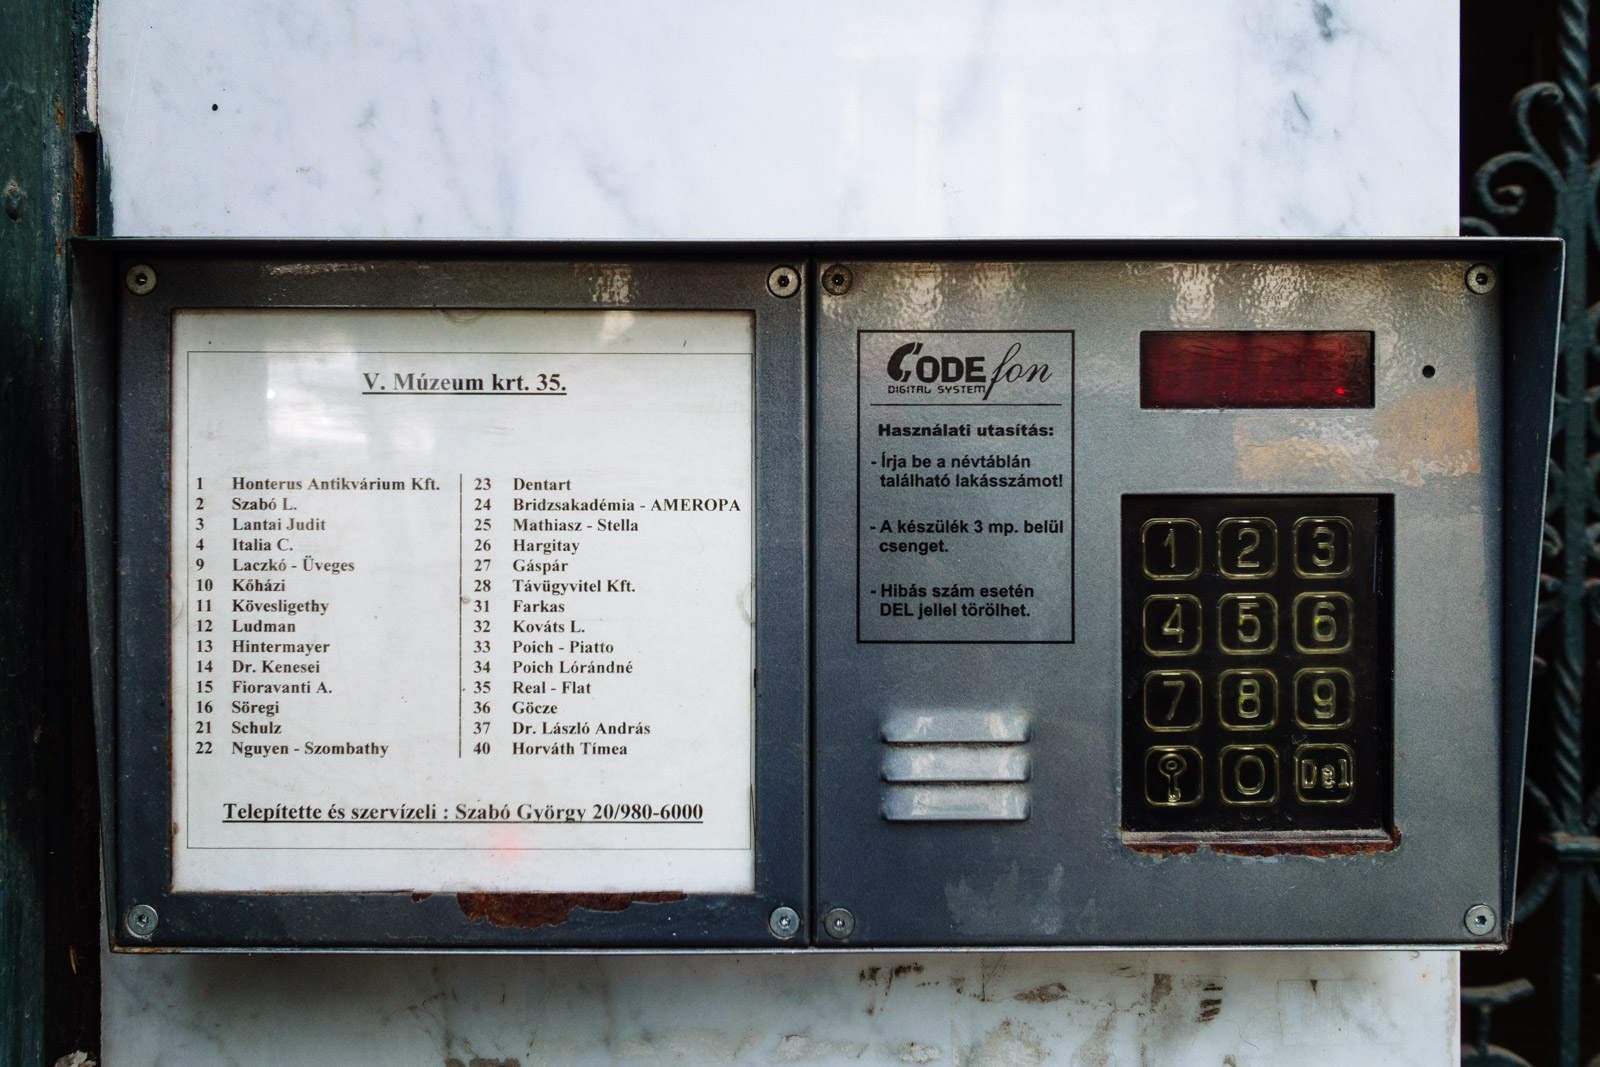 V. Múzeum krt. 35.
1 Honterus Antikvárium Kft.
2 Szabó L.
3 Lantai Judit
4 Italia C.
9 Laczkó - Üveges
10 Kőházi
11 Kövesligethy
12 Ludman
13 Hintermayer
14 Dr. Kenesei
15 Fioravanti A.
16 Söregi
21 Schulz
22 Nguyen - Szombathy
23 Dentart
24 Bridzsakadémia - AMEROPA
25 Mathiasz - Stella
26 Hargitay
27 Gáspár
28 Távügyvitel Kft.
31 Farkas
32 Kováts L.
33 Poich - Piatto
34 Poich Lórándné
35 Real - Flat
36 Göcze
37 Dr. László András
40 Horváth Tímea
Telepítette és szervízeli : Szabó György 20/980-6000
CODEfon
DIGITAL SYSTEM
Használati utasítás:
- Írja be a névtáblán
található lakásszámot!
- A készülék 3 mp. belül
csenget.
- Hibás szám esetén
DEL jellel törölhet.
1 2 3
4 5 6
7 8 9
0 Del